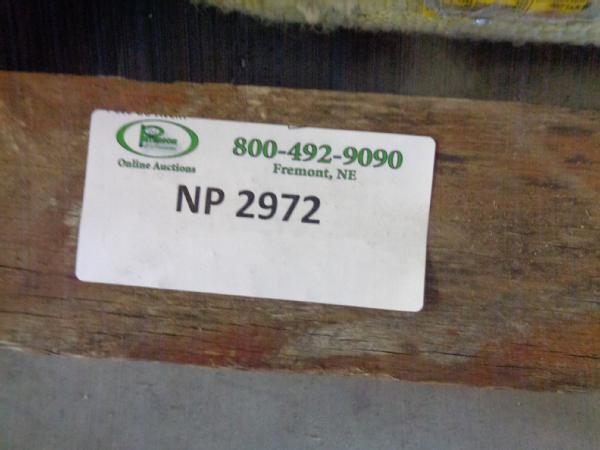 800-492-9090
Fremont, NE
Online Auctions
NP 2972